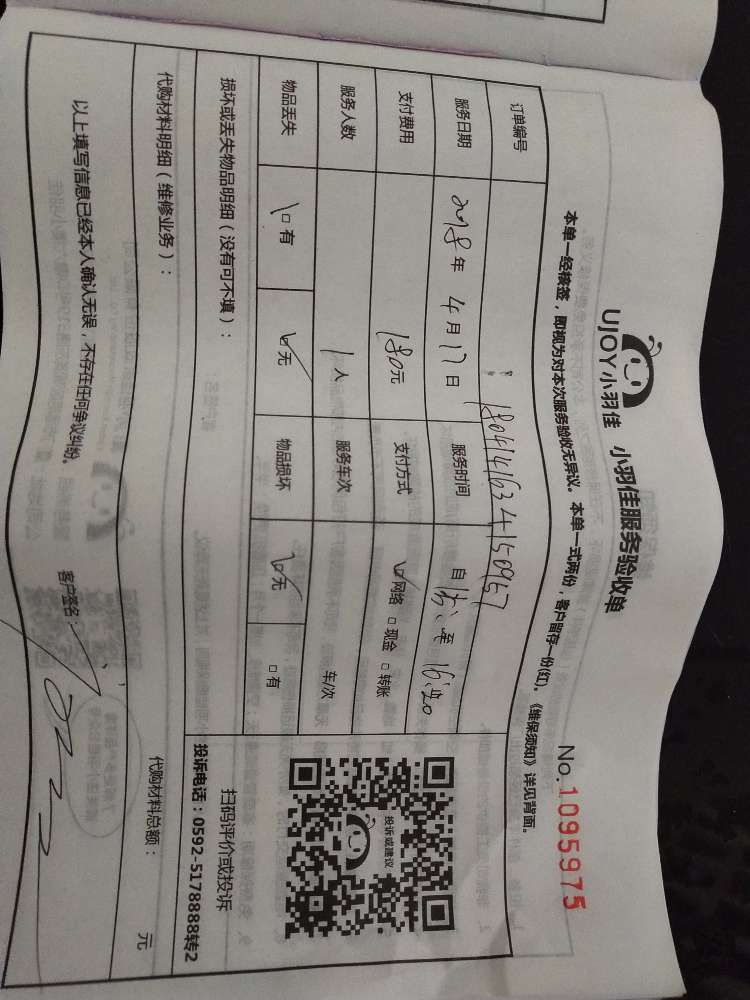 UJOY小羽佳 小羽佳服务验收单
No.1095975
本单一经核签，即视为对本次服务验收无异议。本单一式两份，客户留存一份(红)。《维保须知》详见背面。
订单编号
服务日期 2018年 4月17日 服务时间 自 至 16:20
支付费用 180元 支付方式 ☑网络 □现金 □转账
服务人数 1人 服务车次 车/次
物品丢失 □有 ☑无 物品损坏 ☑无 □有
投诉或建议
损坏或丢失物品明细（没有可不填）：
扫码评价或投诉
投诉电话：0592-5178888转2
代购材料明细（维修业务）： 代购材料总额： 元
以上填写信息已经本人确认无误，不存在任何争议纠纷。 客户签名：